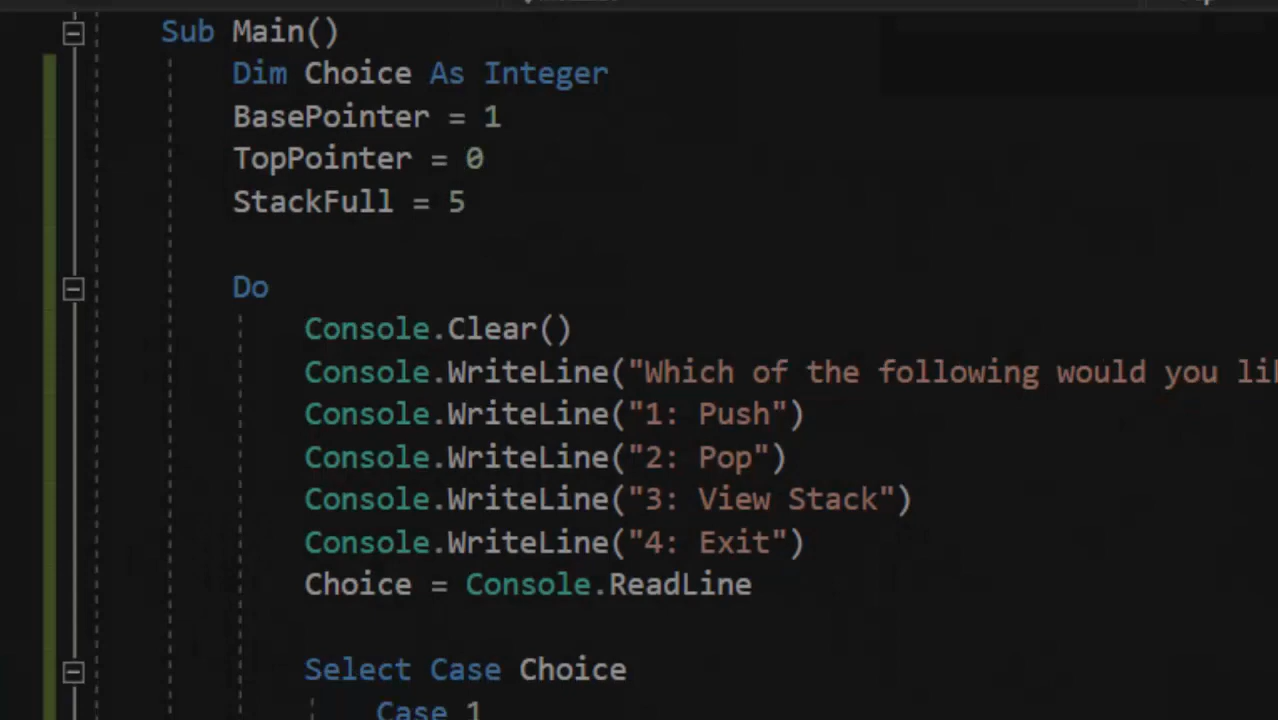 Sub Main()
Dim Choice As Integer
BasePointer = 1
TopPointer = 0
StackFull = 5
Do
Console.Clear()
Console.WriteLine("Which of the following would you li
Console.WriteLine("1: Push")
Console.WriteLine("2: Pop")
Console.WriteLine("3: View Stack")
Console.WriteLine("4: Exit")
Choice = Console.ReadLine
Select Case Choice
Case 1